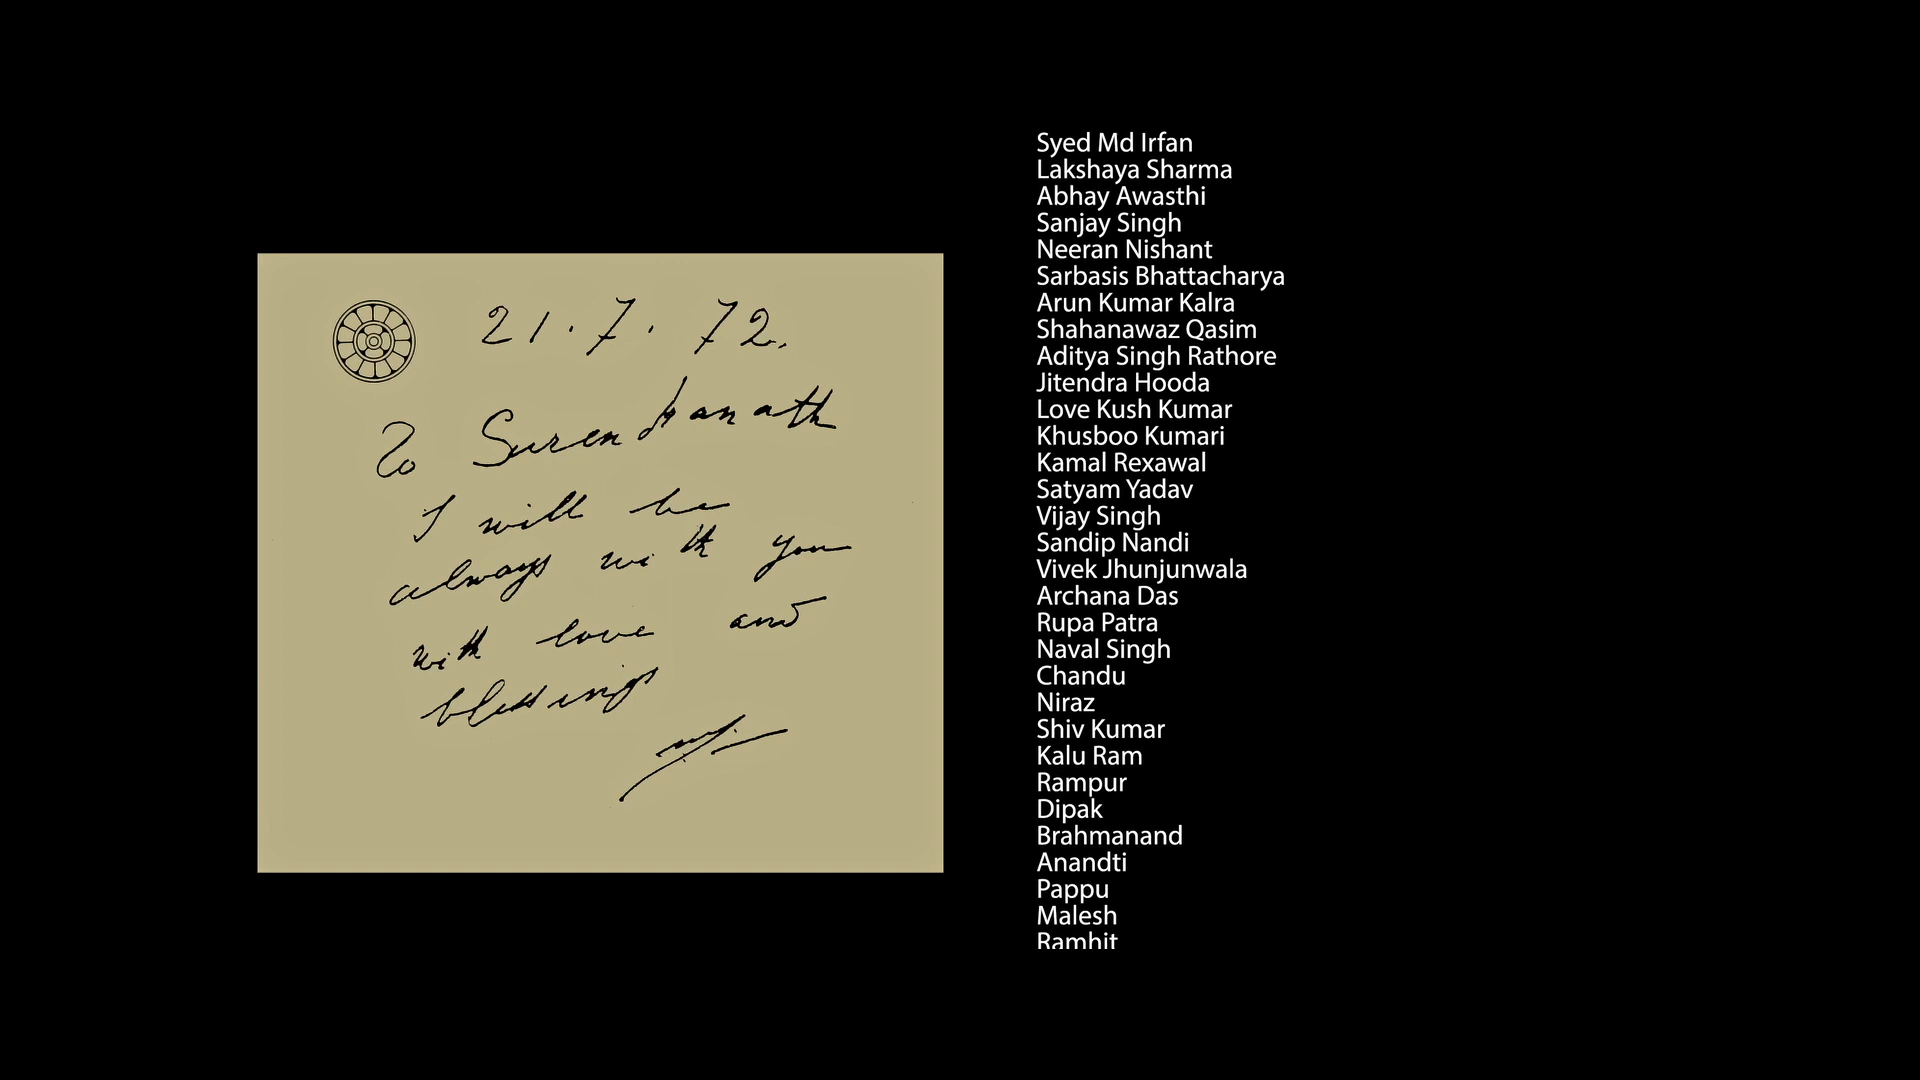 21.7.72.
To Surendranath
I will be
always with you
with love and
blessings
Syed Md Irfan
Lakshaya Sharma
Abhay Awasthi
Sanjay Singh
Neeran Nishant
Sarbasis Bhattacharya
Arun Kumar Kalra
Shahanawaz Qasim
Aditya Singh Rathore
Jitendra Hooda
Love Kush Kumar
Khusboo Kumari
Kamal Rexawal
Satyam Yadav
Vijay Singh
Sandip Nandi
Vivek Jhunjunwala
Archana Das
Rupa Patra
Naval Singh
Chandu
Niraz
Shiv Kumar
Kalu Ram
Rampur
Dipak
Brahmanand
Anandti
Pappu
Malesh
Ramhit